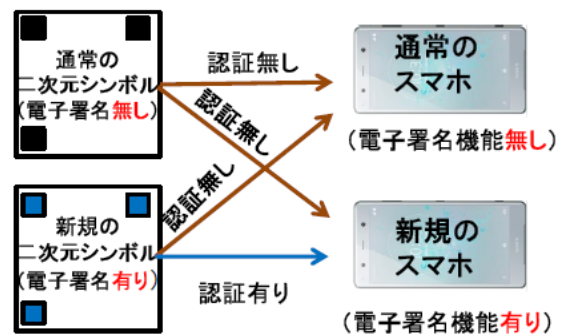 通常の
二次元シンボル
(電子署名無し)
認証無し
認証無し
認証無し
通常の
スマホ
(電子署名機能無し)
新規の
二次元シンボル
(電子署名有り)
認証有り
新規の
スマホ
(電子署名機能有り)